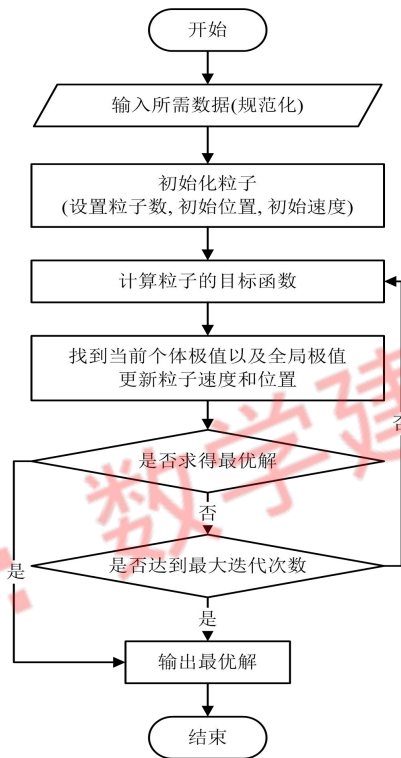 开始
输入所需数据(规范化)
初始化粒子
(设置粒子数, 初始位置, 初始速度)
计算粒子的目标函数
找到当前个体极值以及全局极值
更新粒子速度和位置
否
是否求得最优解
否
是
是否达到最大迭代次数
是
输出最优解
结束
数学建